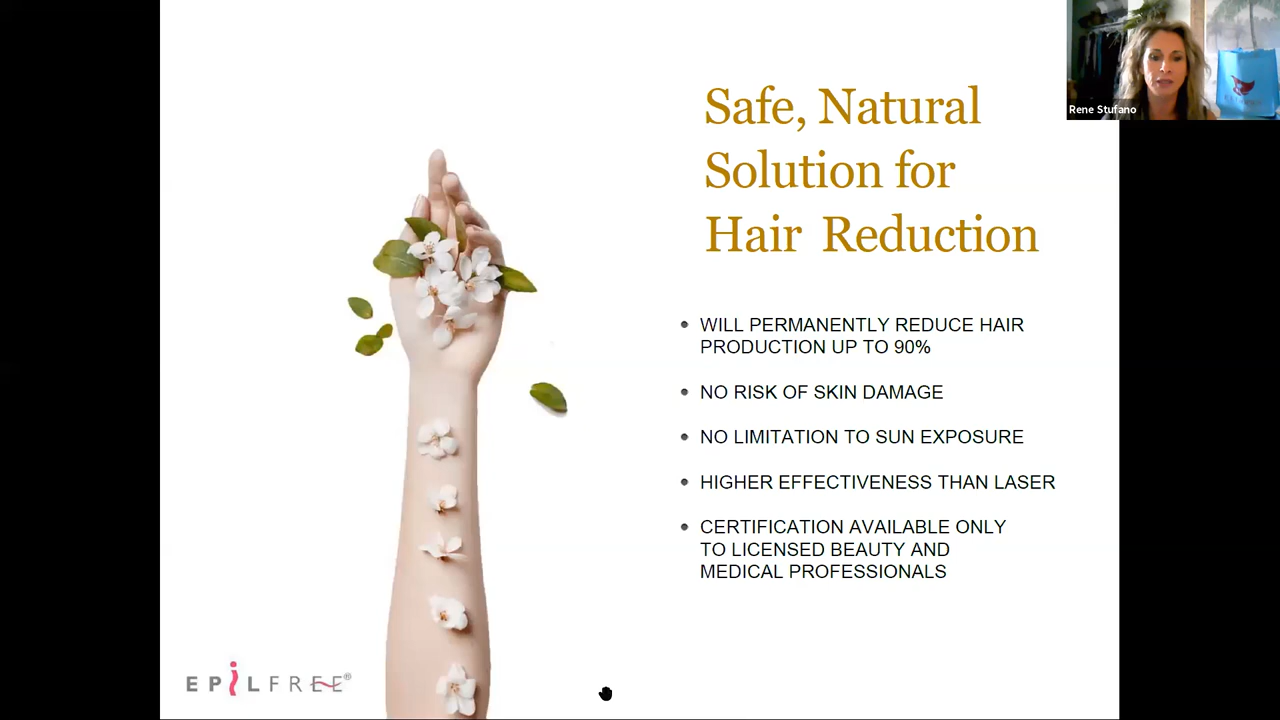 Safe, Natural
Solution for
Hair Reduction
• WILL PERMANENTLY REDUCE HAIR
PRODUCTION UP TO 90%
• NO RISK OF SKIN DAMAGE
• NO LIMITATION TO SUN EXPOSURE
• HIGHER EFFECTIVENESS THAN LASER
• CERTIFICATION AVAILABLE ONLY
TO LICENSED BEAUTY AND
MEDICAL PROFESSIONALS
EPILFREE®
Rene Stufano